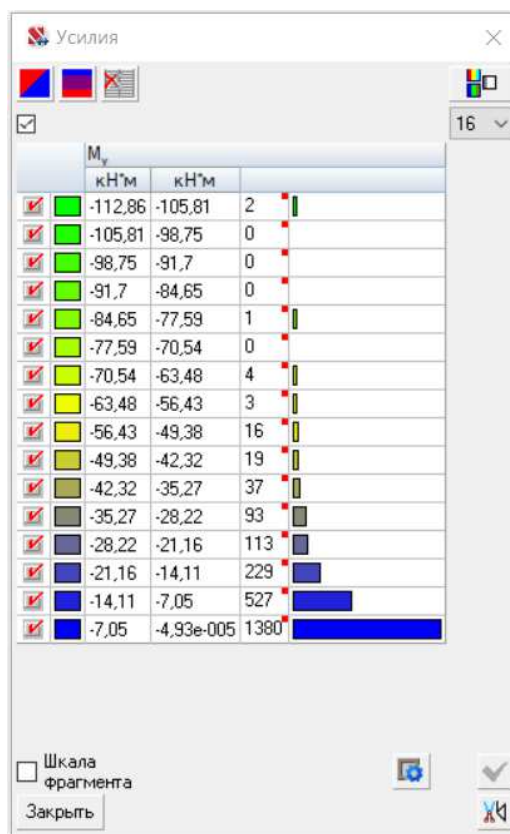 Усилия
16
My
кН*м кН*м
-112,86 -105,81 2
-105,81 -98,75 0
-98,75 -91,7 0
-91,7 -84,65 0
-84,65 -77,59 1
-77,59 -70,54 0
-70,54 -63,48 4
-63,48 -56,43 3
-56,43 -49,38 16
-49,38 -42,32 19
-42,32 -35,27 37
-35,27 -28,22 93
-28,22 -21,16 113
-21,16 -14,11 229
-14,11 -7,05 527
-7,05 -4,93e-005 1380
Шкала
фрагмента
Закрыть